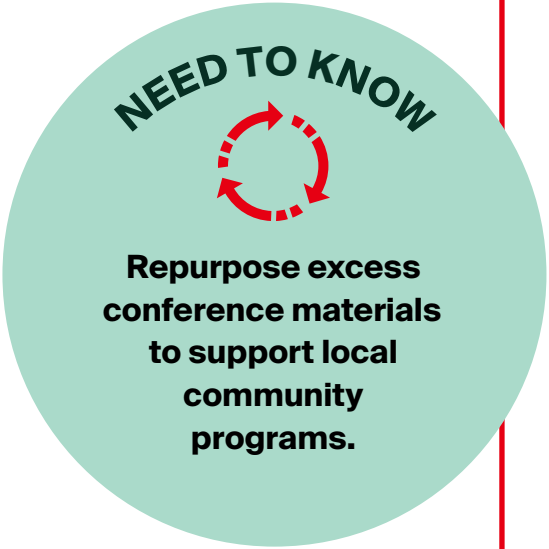 NEED TO KNOW
Repurpose excess
conference materials
to support local
community
programs.